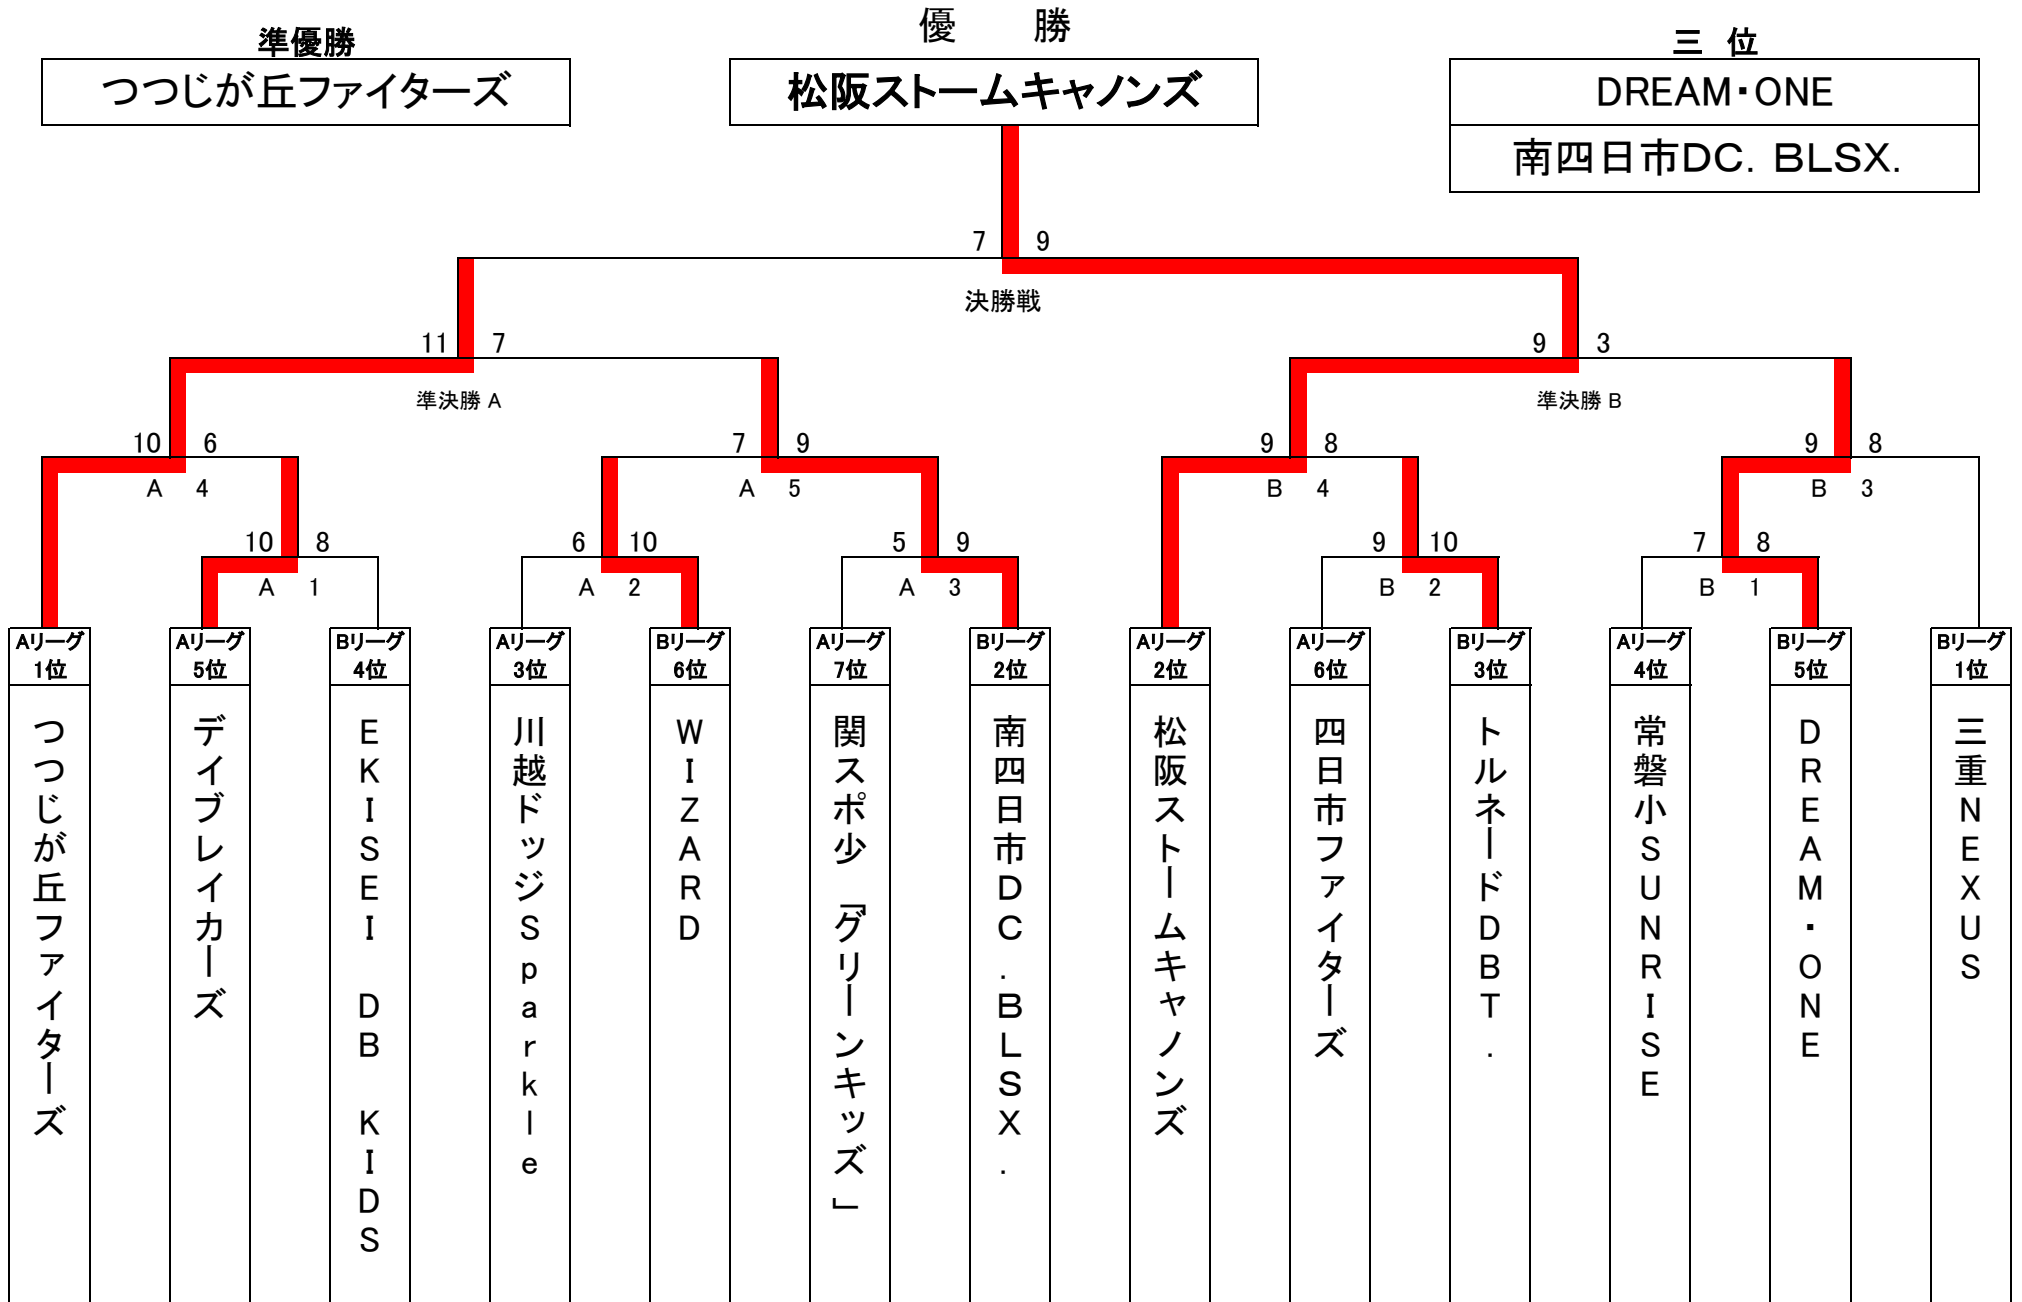 優　勝
準優勝
三 位
つつじが丘ファイターズ
松阪ストームキャノンズ
DREAM・ONE
南四日市DC. BLSX.
7 9
決勝戦
11 7
9 3
準決勝 A
準決勝 B
10 6
7 9
9 8
9 8
A 4
A 5
B 4
B 3
10 8
6 10
5 9
9 10
7 8
A 1
A 2
A 3
B 2
B 1
Aリーグ
1位
つつじが丘ファイターズ
Aリーグ
5位
デイブレイカーズ
Bリーグ
4位
EKISEI DB KIDS
Aリーグ
3位
川越ドッジSparkle
Bリーグ
6位
WIZARD
Aリーグ
7位
関スポ少「グリーンキッズ」
Bリーグ
2位
南四日市DC.BLSX.
Aリーグ
2位
松阪ストームキャノンズ
Aリーグ
6位
四日市ファイターズ
Bリーグ
3位
トルネードDBT.
Aリーグ
4位
常磐小SUNRISE
Bリーグ
5位
DREAM・ONE
Bリーグ
1位
三重NEXUS